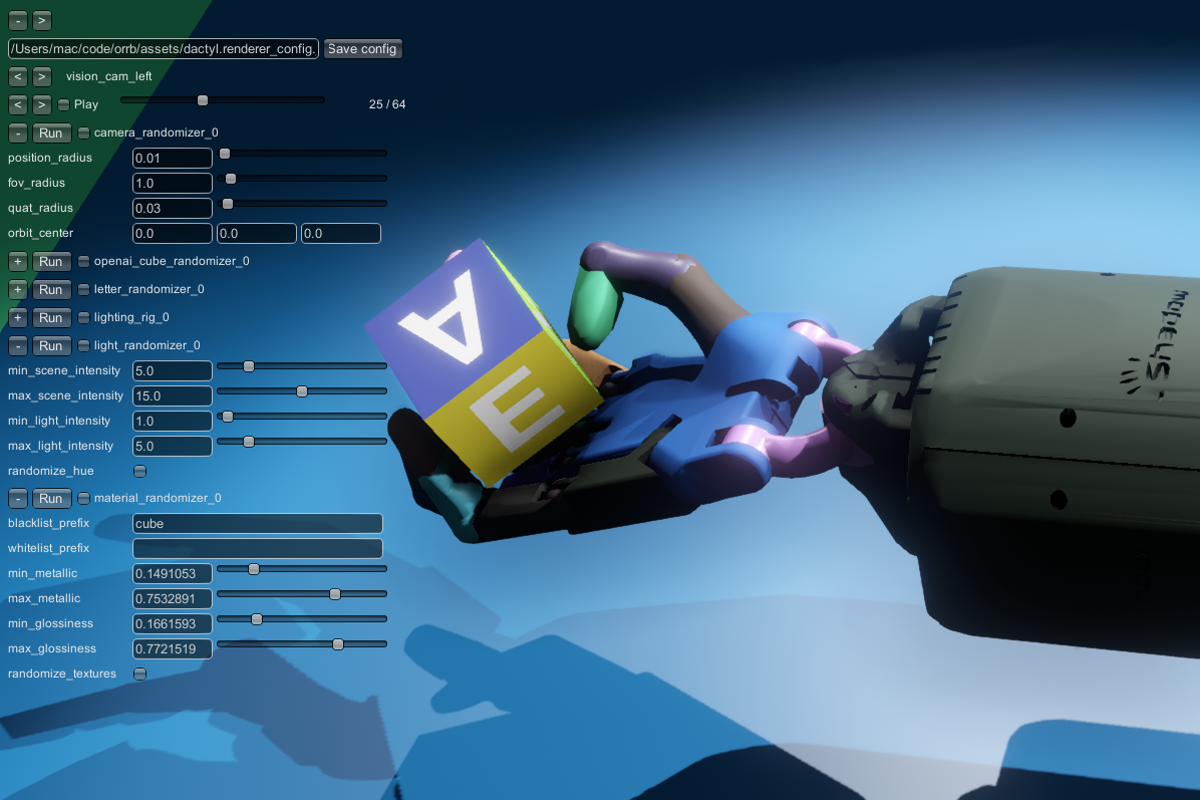 - >
/Users/mac/code/orrb/assets/dactyl.renderer_config. Save config
< > vision_cam_left
< > Play 25 / 64
- Run camera_randomizer_0
position_radius 0.01
fov_radius 1.0
quat_radius 0.03
orbit_center 0.0 0.0 0.0
+ Run openai_cube_randomizer_0
+ Run letter_randomizer_0
+ Run lighting_rig_0
- Run light_randomizer_0
min_scene_intensity 5.0
max_scene_intensity 15.0
min_light_intensity 1.0
max_light_intensity 5.0
randomize_hue
- Run material_randomizer_0
blacklist_prefix cube
whitelist_prefix
min_metallic 0.1491053
max_metallic 0.7532891
min_glossiness 0.1661593
max_glossiness 0.7721519
randomize_textures
A
E
Shadow